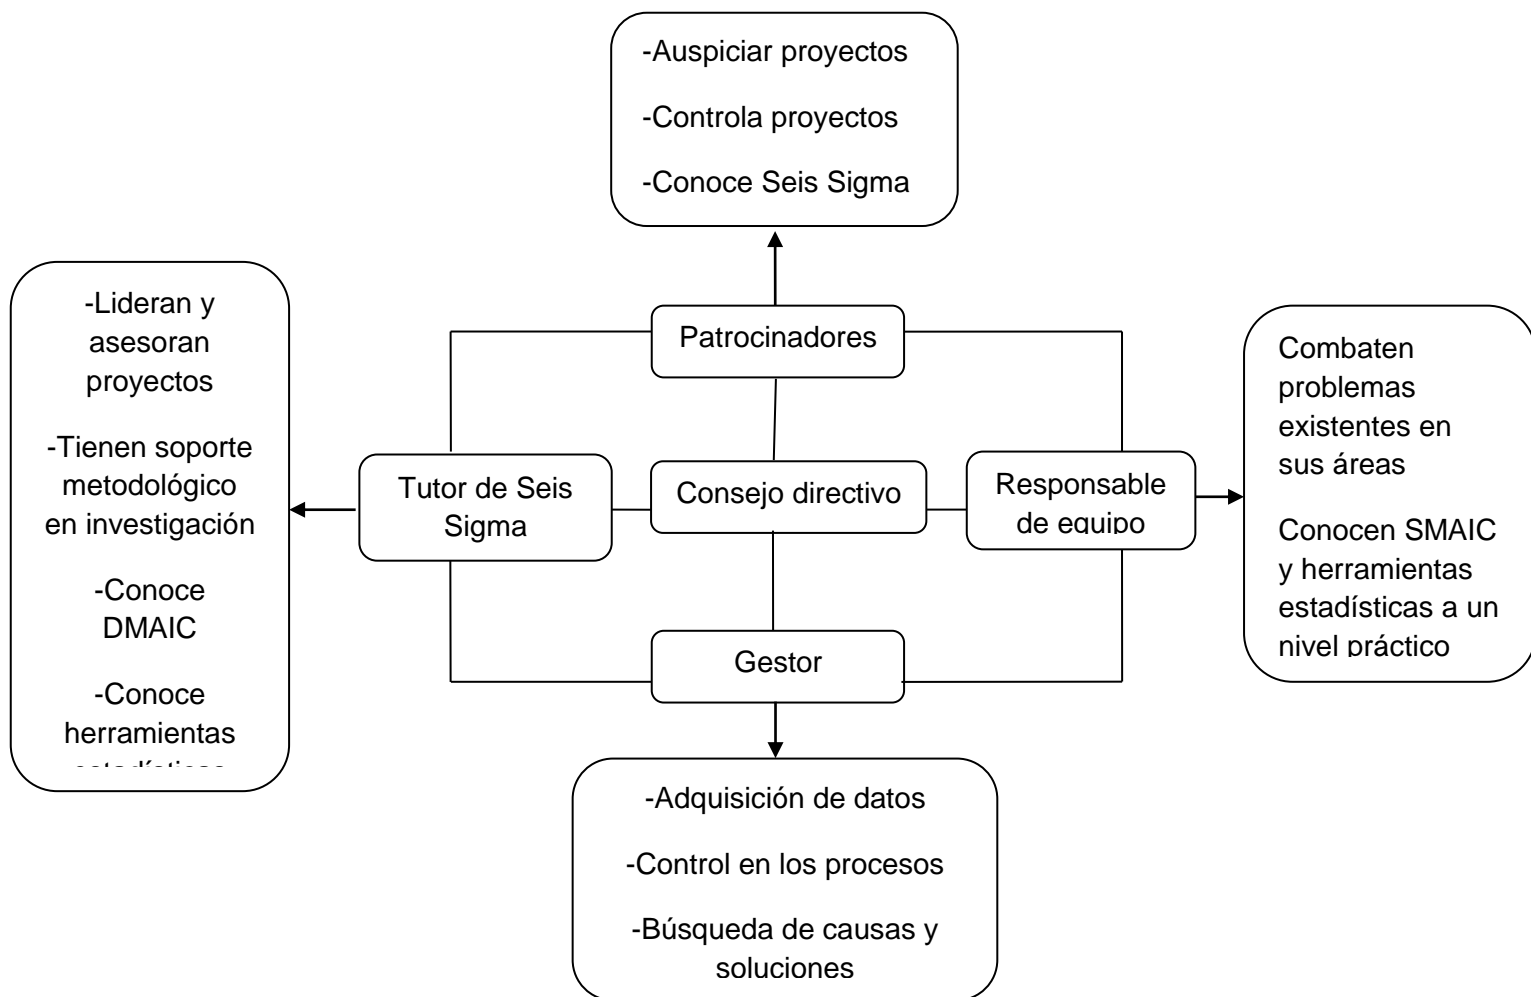 -Auspiciar proyectos
-Controla proyectos
-Conoce Seis Sigma
-Lideran y
asesoran
proyectos
-Tienen soporte
metodológico
en investigación
-Conoce
DMAIC
-Conoce
herramientas
Patrocinadores
Tutor de Seis
Sigma
Consejo directivo
Responsable
de equipo
Gestor
Combaten
problemas
existentes en
sus áreas
Conocen SMAIC
y herramientas
estadísticas a un
nivel práctico
-Adquisición de datos
-Control en los procesos
-Búsqueda de causas y
soluciones